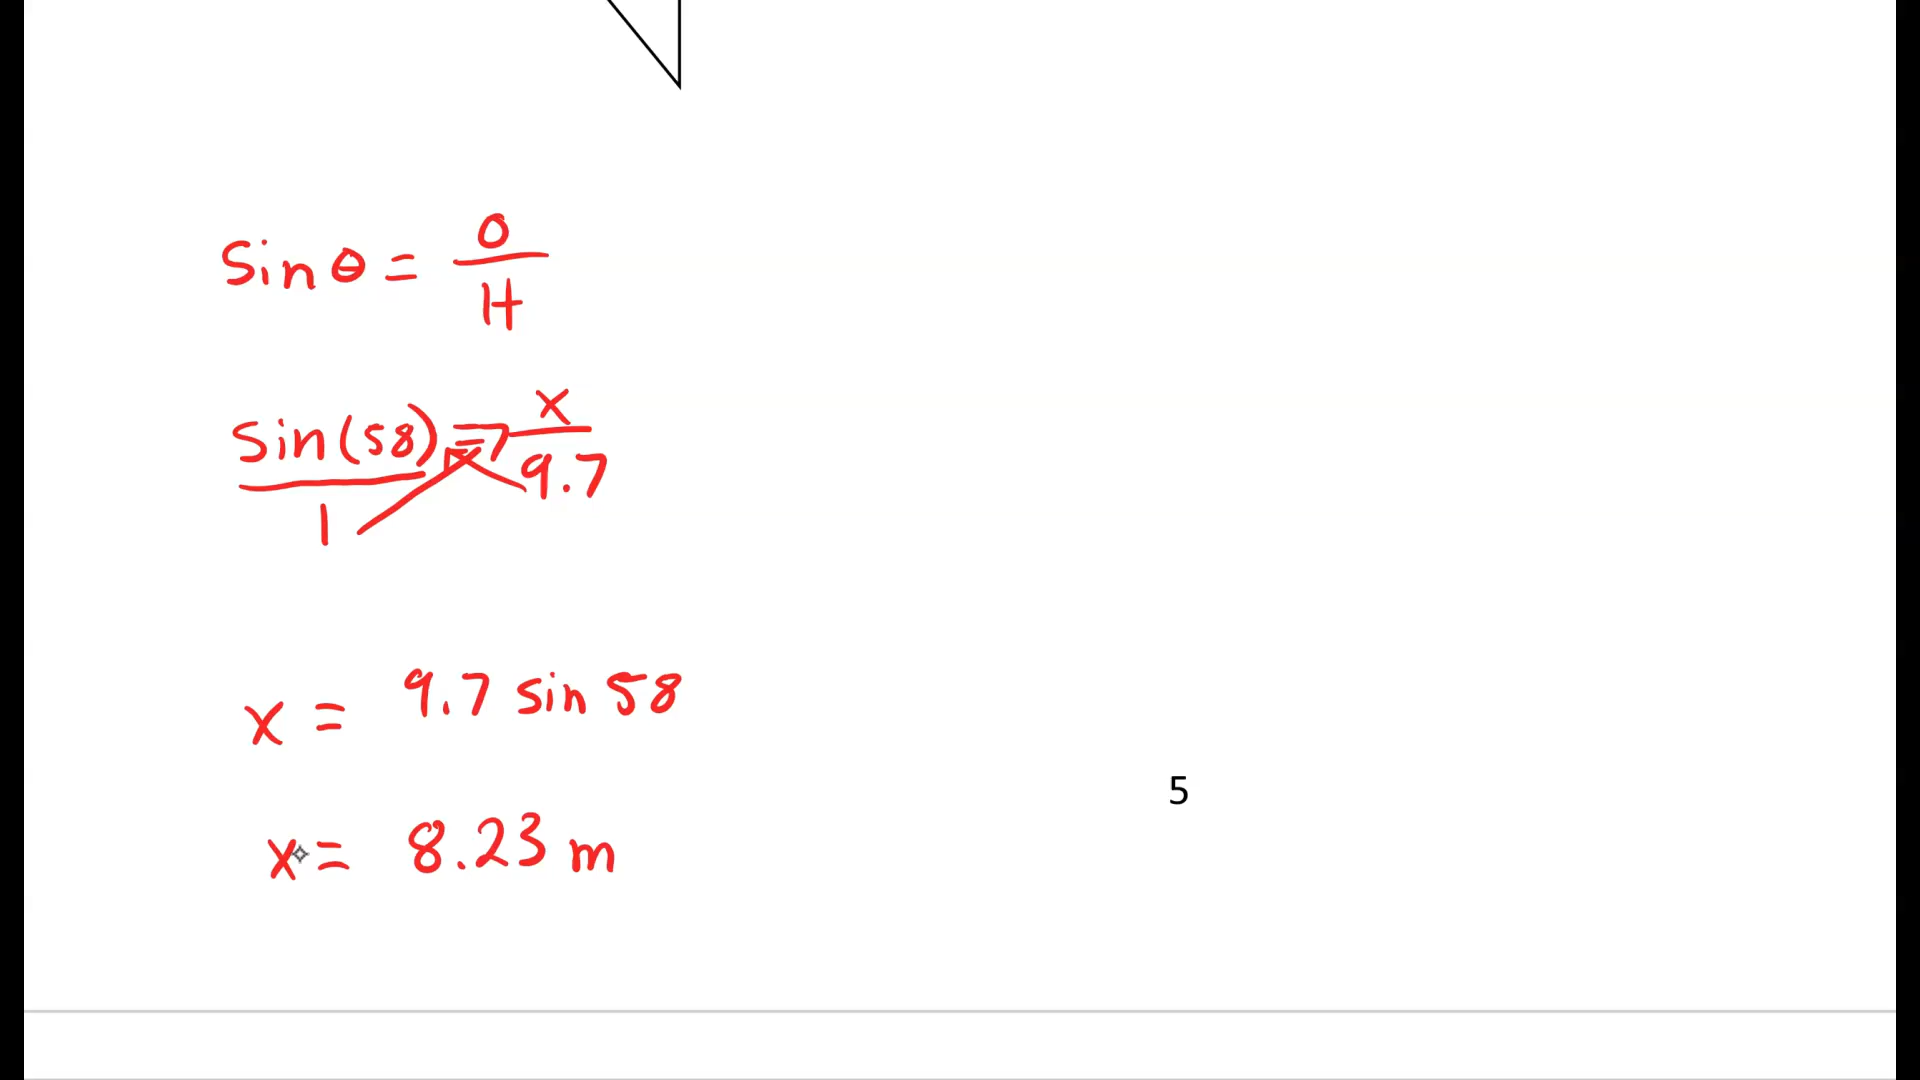 Sin θ = O/H
Sin(58)/1 = x/9.7
x = 9.7 sin 58
5
x = 8.23 m